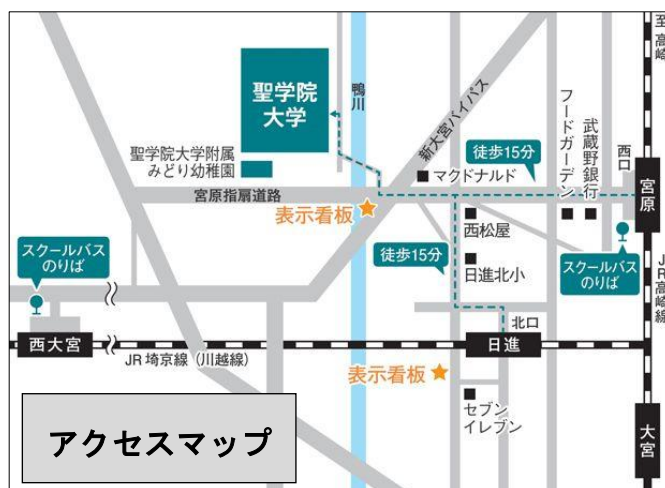 至
高
崎
聖学院
大学
鴨川
新大宮バイパス
フードガーデン
武蔵野銀行
西口
徒歩15分
聖学院大学附属
みどり幼稚園
マクドナルド
宮原
宮原指扇道路
表示看板
西松屋
スクールバス
のりば
徒歩15分
日進北小
スクールバス
のりば
JR高崎線
北口
西大宮
日進
JR 埼京線（川越線）
表示看板
セブン
イレブン
大宮
アクセスマップ